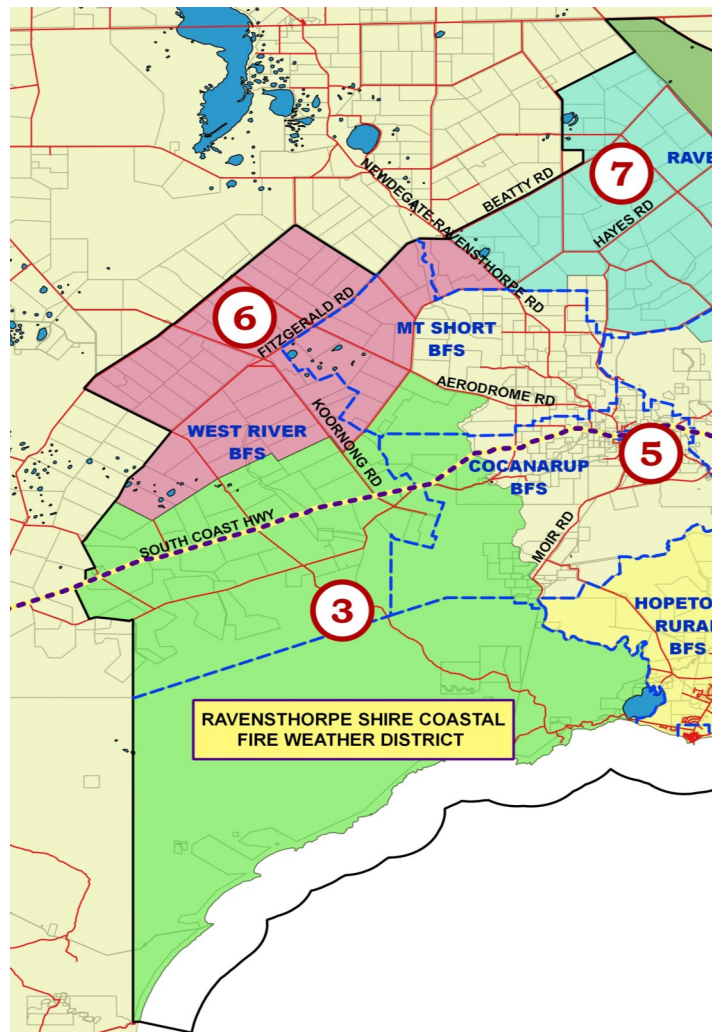 7
RAVE
BEATTY RD
NEWDEGATE-RAVENSTHORPE RD
HAYES RD
6
FITZGERALD RD
MT SHORT
BFS
AERODROME RD
KOORNONG RD
WEST RIVER
BFS
5
COCANARUP
BFS
SOUTH COAST HWY
MOIR RD
3
HOPETO
RURAL
BFS
RAVENSTHORPE SHIRE COASTAL
FIRE WEATHER DISTRICT